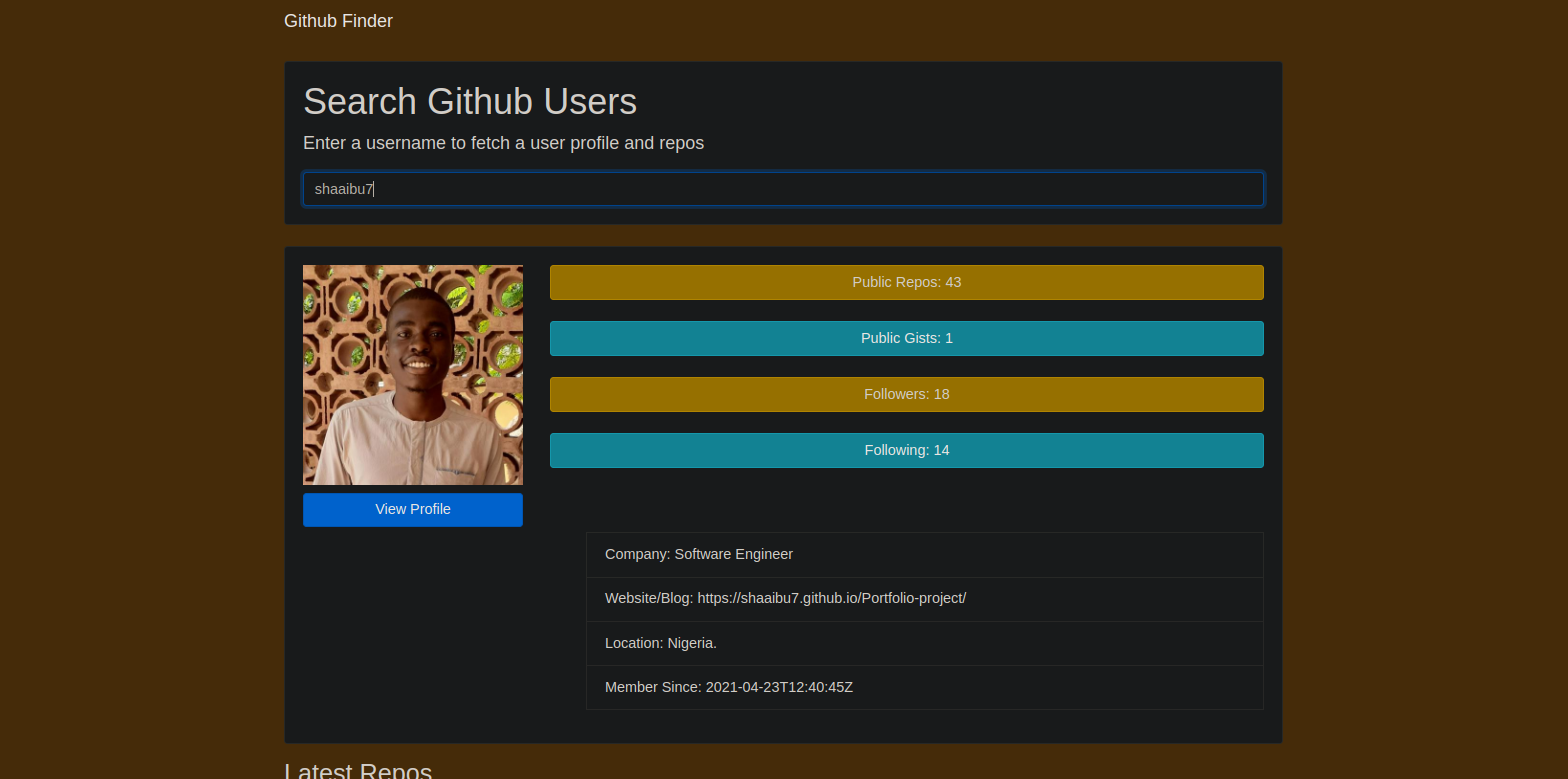 Github Finder
Search Github Users
Enter a username to fetch a user profile and repos
shaaibu7
Public Repos: 43
Public Gists: 1
Followers: 18
Following: 14
View Profile
Company: Software Engineer
Website/Blog: https://shaaibu7.github.io/Portfolio-project/
Location: Nigeria.
Member Since: 2021-04-23T12:40:45Z
Latest Repos